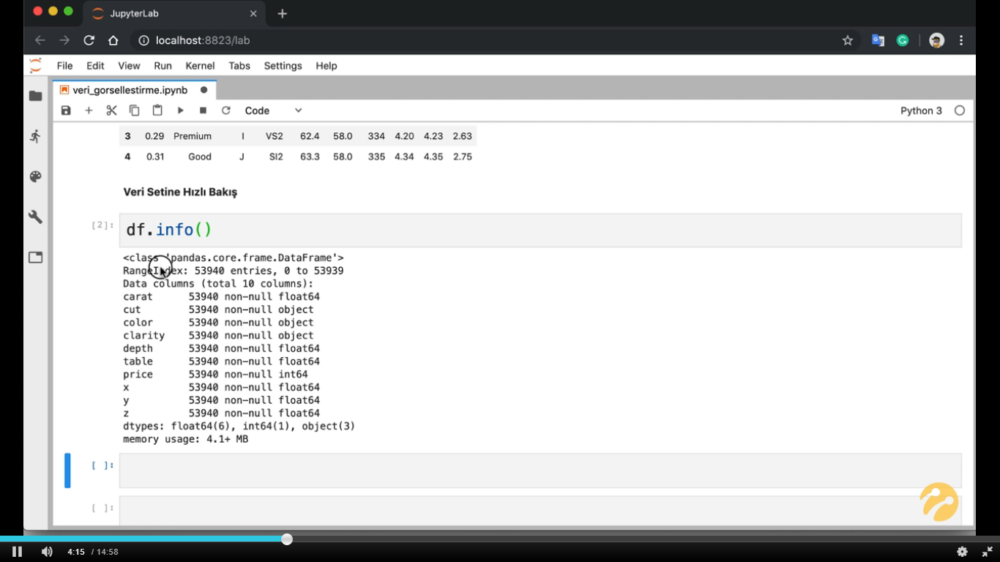 JupyterLab
localhost:8823/lab
File Edit View Run Kernel Tabs Settings Help
veri_gorsellestirme.ipynb
Code Python 3
3 0.29 Premium I VS2 62.4 58.0 334 4.20 4.23 2.63
4 0.31 Good J SI2 63.3 58.0 335 4.34 4.35 2.75
Veri Setine Hızlı Bakış
[2]: df.info()
<class 'pandas.core.frame.DataFrame'>
RangeIndex: 53940 entries, 0 to 53939
Data columns (total 10 columns):
carat 53940 non-null float64
cut 53940 non-null object
color 53940 non-null object
clarity 53940 non-null object
depth 53940 non-null float64
table 53940 non-null float64
price 53940 non-null int64
x 53940 non-null float64
y 53940 non-null float64
z 53940 non-null float64
dtypes: float64(6), int64(1), object(3)
memory usage: 4.1+ MB
[ ]:
[ ]:
4:15 / 14:58